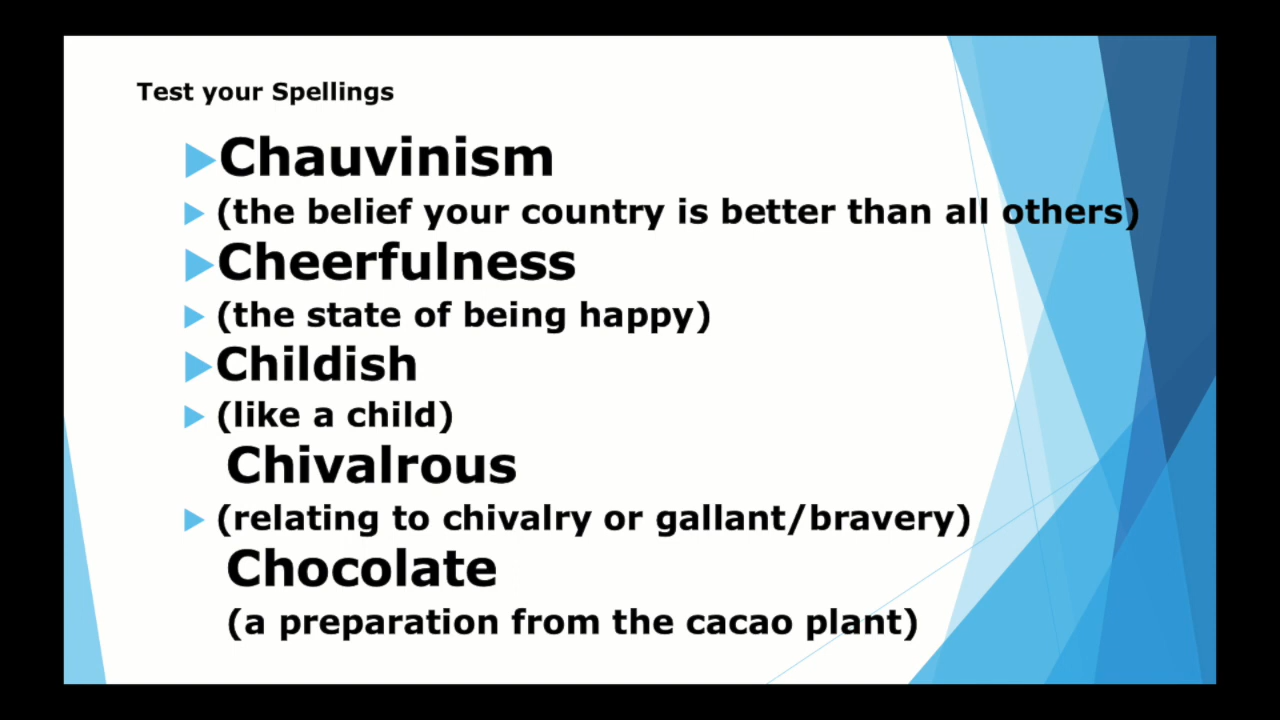 Test your Spellings
Chauvinism
(the belief your country is better than all others)
Cheerfulness
(the state of being happy)
Childish
(like a child)
Chivalrous
(relating to chivalry or gallant/bravery)
Chocolate
(a preparation from the cacao plant)